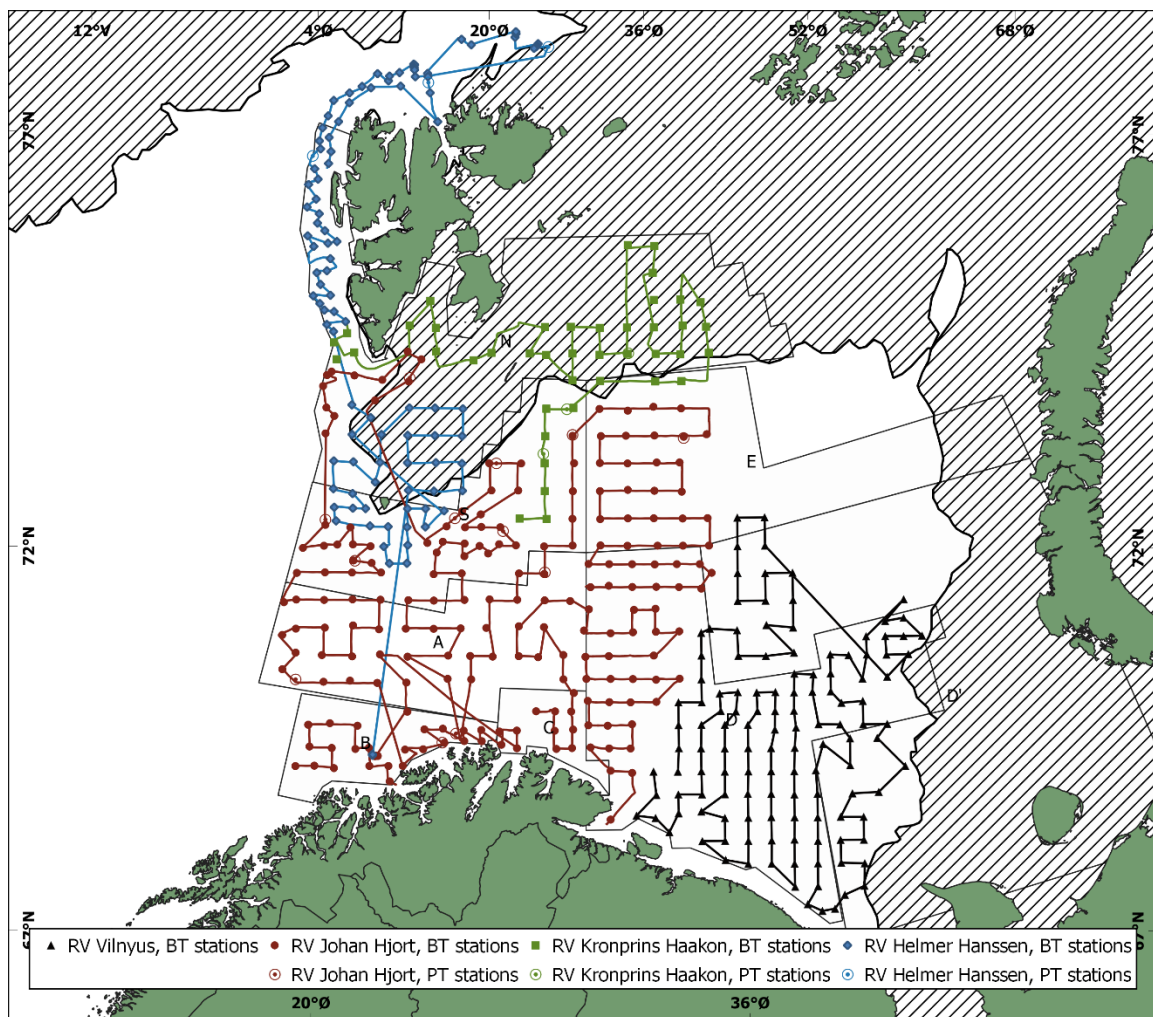 12°V 4°Ø 20°Ø 36°Ø 52°Ø 68°Ø
77°N 77°N
N
E
S
72°N 72°N
A
D'
D
C
B
67°N 67°N
RV Vilnyus, BT stations RV Johan Hjort, BT stations RV Kronprins Haakon, BT stations RV Helmer Hanssen, BT stations
RV Johan Hjort, PT stations RV Kronprins Haakon, PT stations RV Helmer Hanssen, PT stations
20°Ø 36°Ø